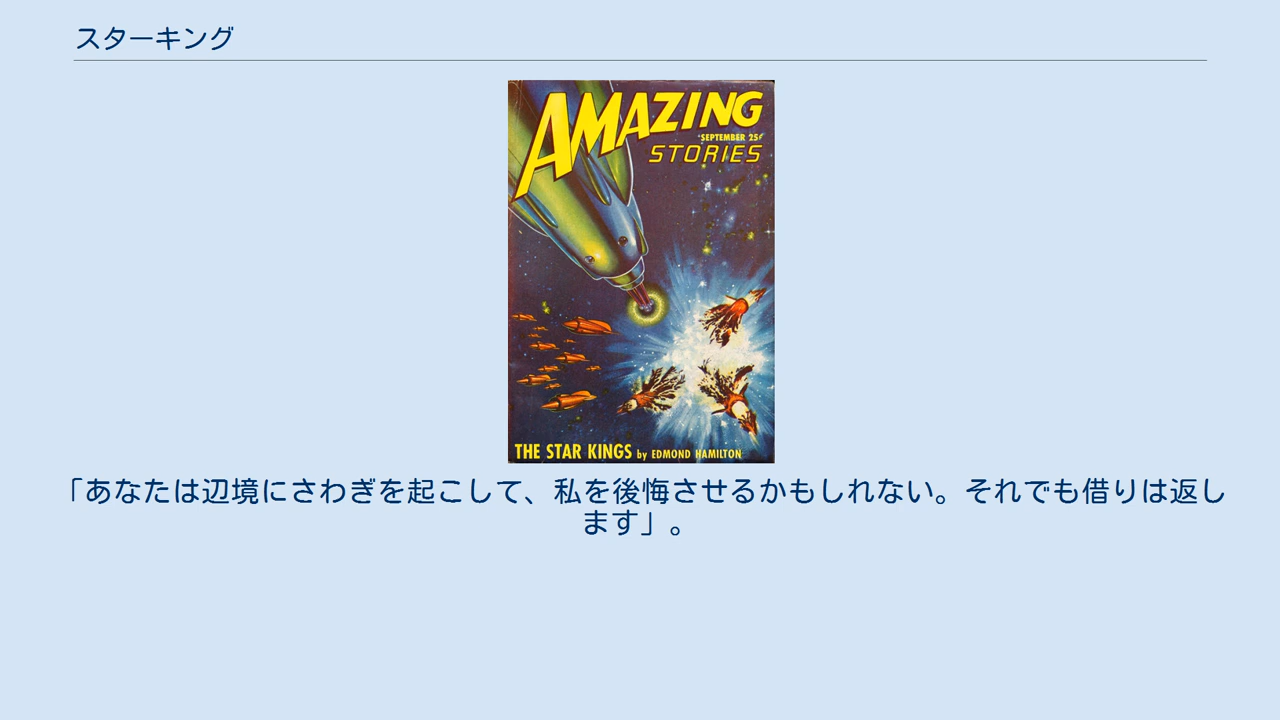 スターキング
AMAZING
SEPTEMBER 25¢
STORIES
THE STAR KINGS by EDMOND HAMILTON
「あなたは辺境にさわぎを起こして、私を後悔させるかもしれない。それでも借りは返し
ます」。